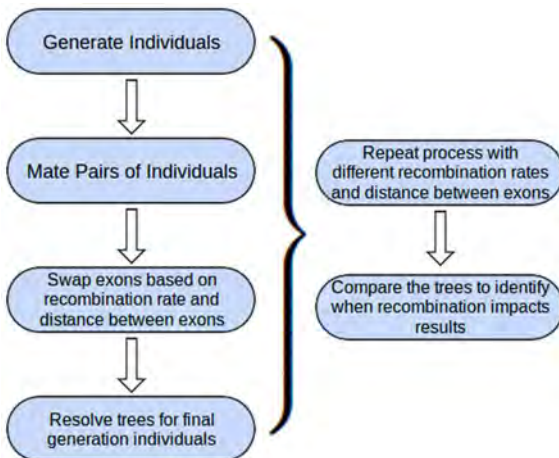 Generate Individuals
Mate Pairs of Individuals
Swap exons based on
recombination rate and
distance between exons
Resolve trees for final
generation individuals
Repeat process with
different recombination rates
and distance between exons.
Compare the trees to identify
when recombination impacts
results